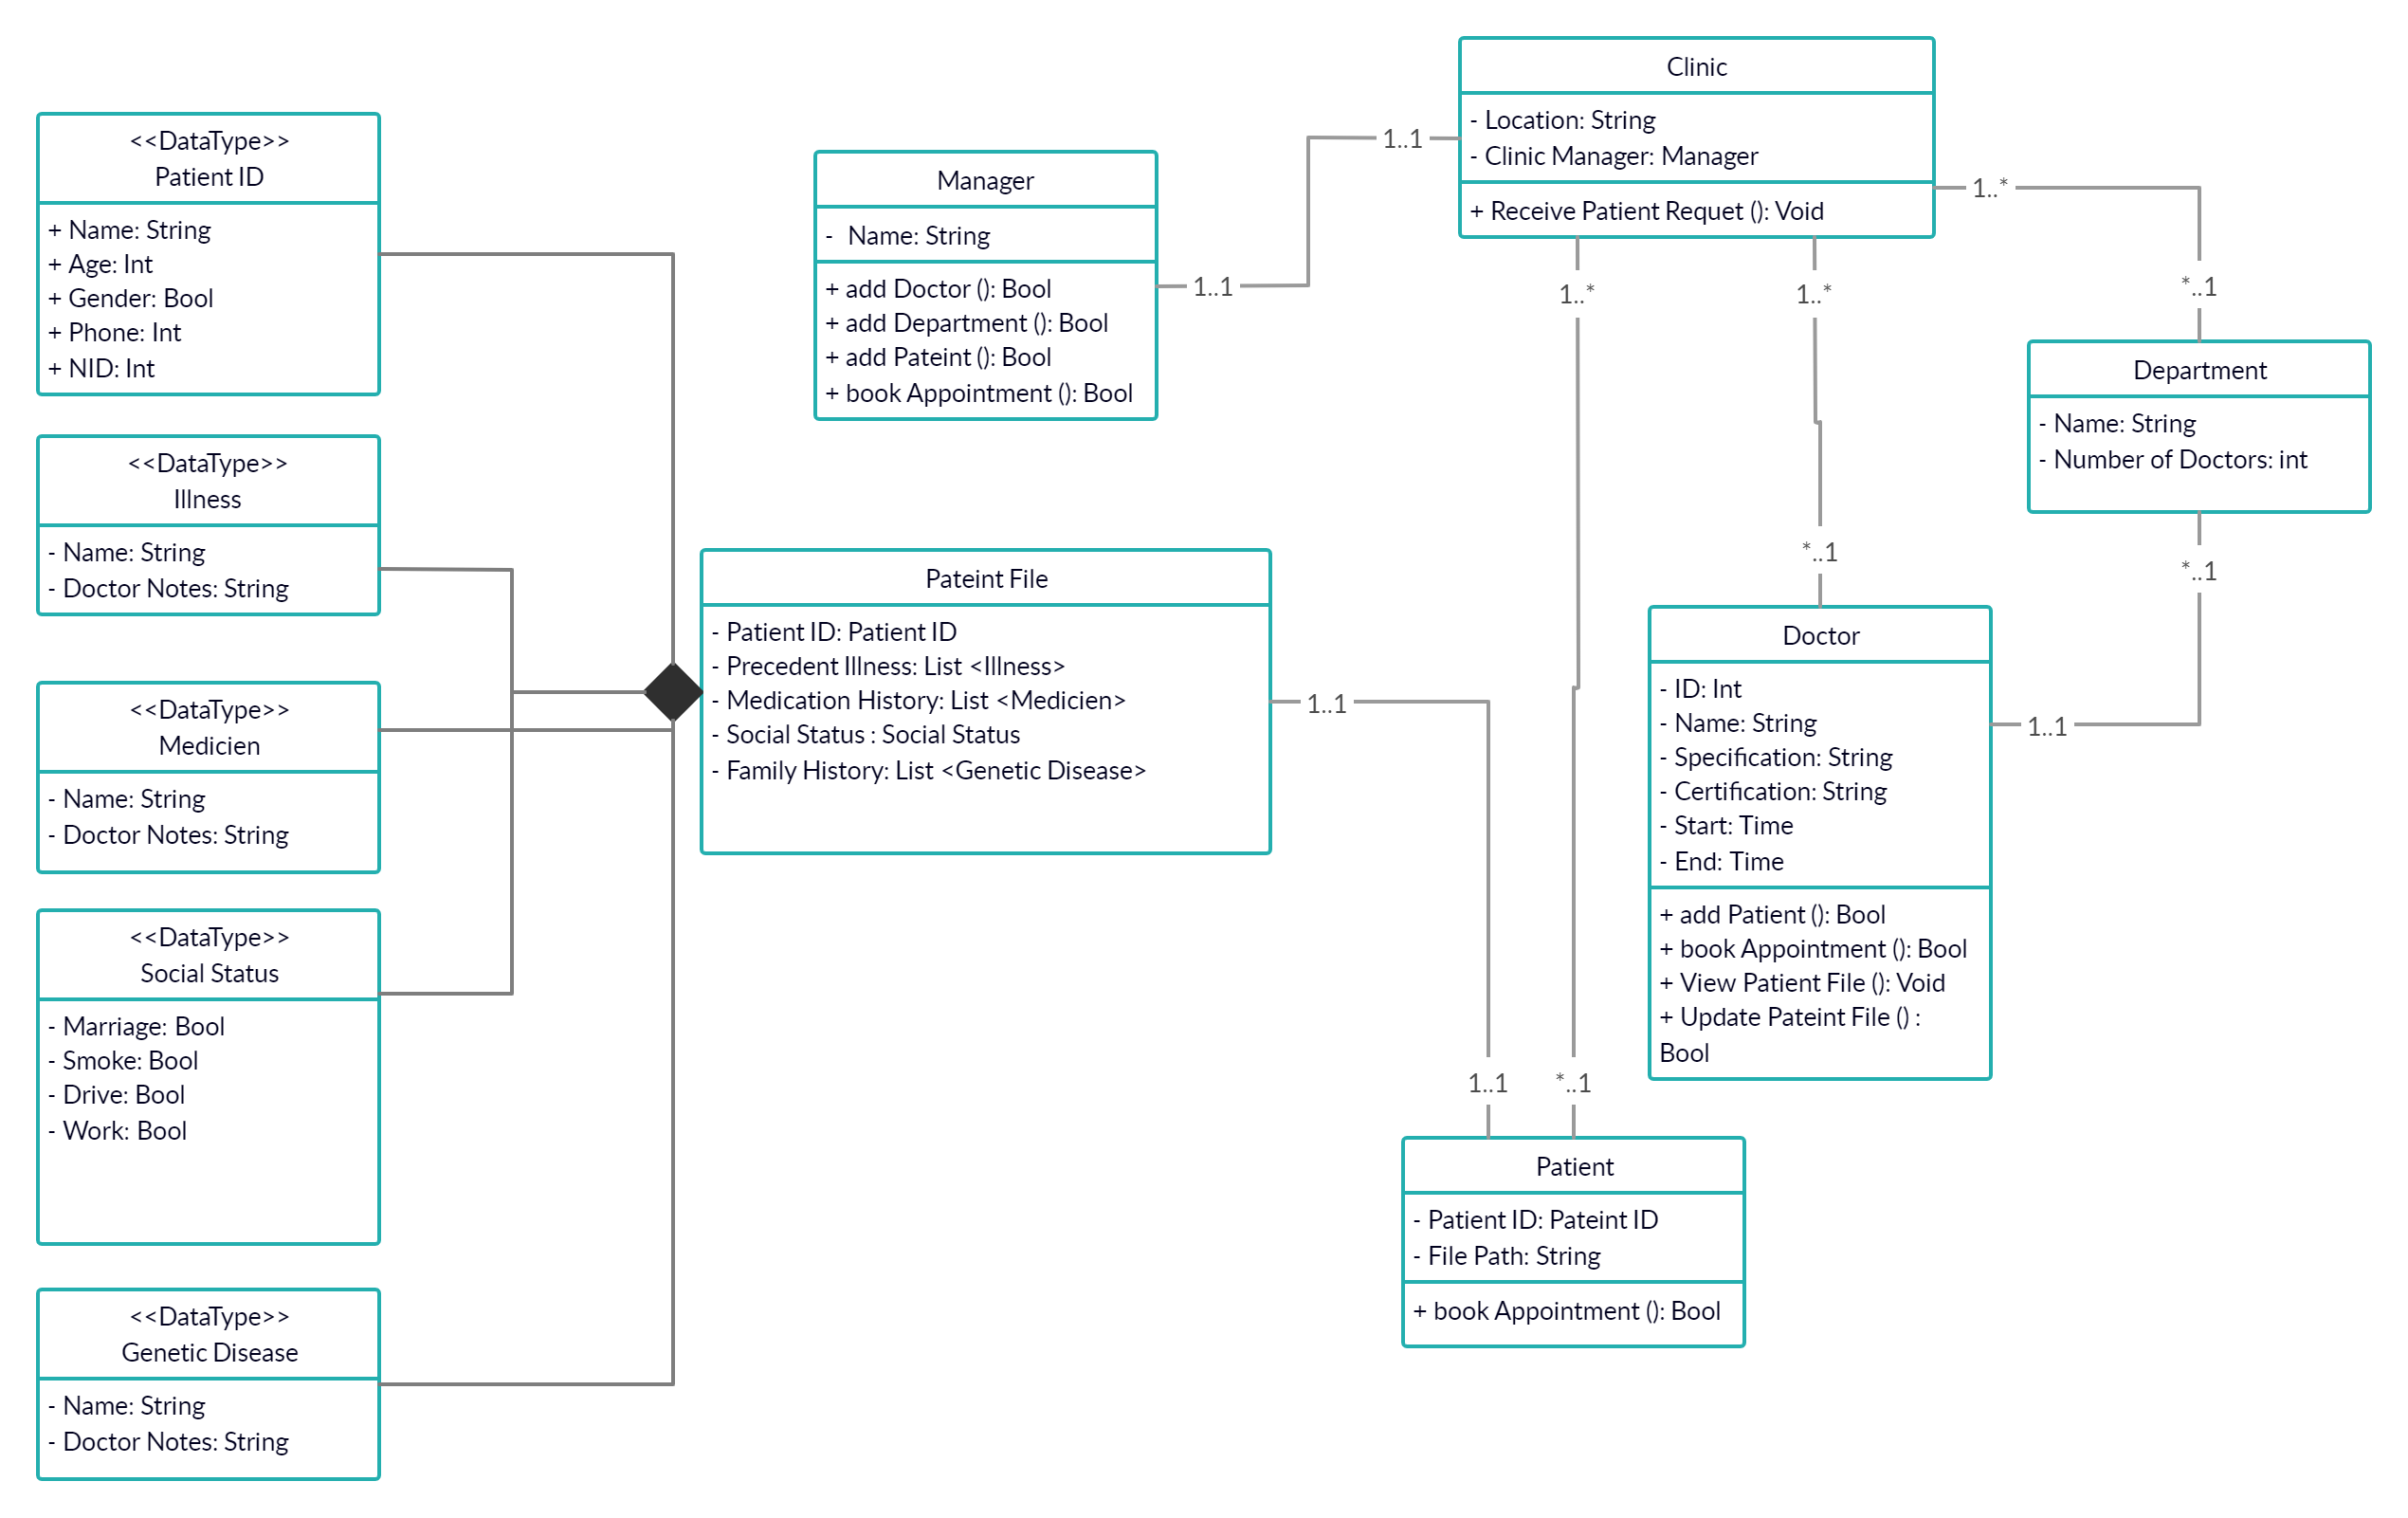 <<DataType>>
Patient ID
+ Name: String
+ Age: Int
+ Gender: Bool
+ Phone: Int
+ NID: Int
<<DataType>>
Illness
- Name: String
- Doctor Notes: String
<<DataType>>
Medicien
- Name: String
- Doctor Notes: String
<<DataType>>
Social Status
- Marriage: Bool
- Smoke: Bool
- Drive: Bool
- Work: Bool
<<DataType>>
Genetic Disease
- Name: String
- Doctor Notes: String
Manager
- Name: String
+ add Doctor (): Bool
+ add Department (): Bool
+ add Pateint (): Bool
+ book Appointment (): Bool
1..1
1..1
Pateint File
- Patient ID: Patient ID
- Precedent Illness: List <Illness>
- Medication History: List <Medicien>
- Social Status : Social Status
- Family History: List <Genetic Disease>
1..1
1..1
Clinic
- Location: String
- Clinic Manager: Manager
+ Receive Patient Requet (): Void
1..*
*..1
1..*
*..1
1..*
*..1
Department
- Name: String
- Number of Doctors: int
*..1
1..1
Doctor
- ID: Int
- Name: String
- Specification: String
- Certification: String
- Start: Time
- End: Time
+ add Patient (): Bool
+ book Appointment (): Bool
+ View Patient File (): Void
+ Update Pateint File () :
Bool
Patient
- Patient ID: Pateint ID
- File Path: String
+ book Appointment (): Bool